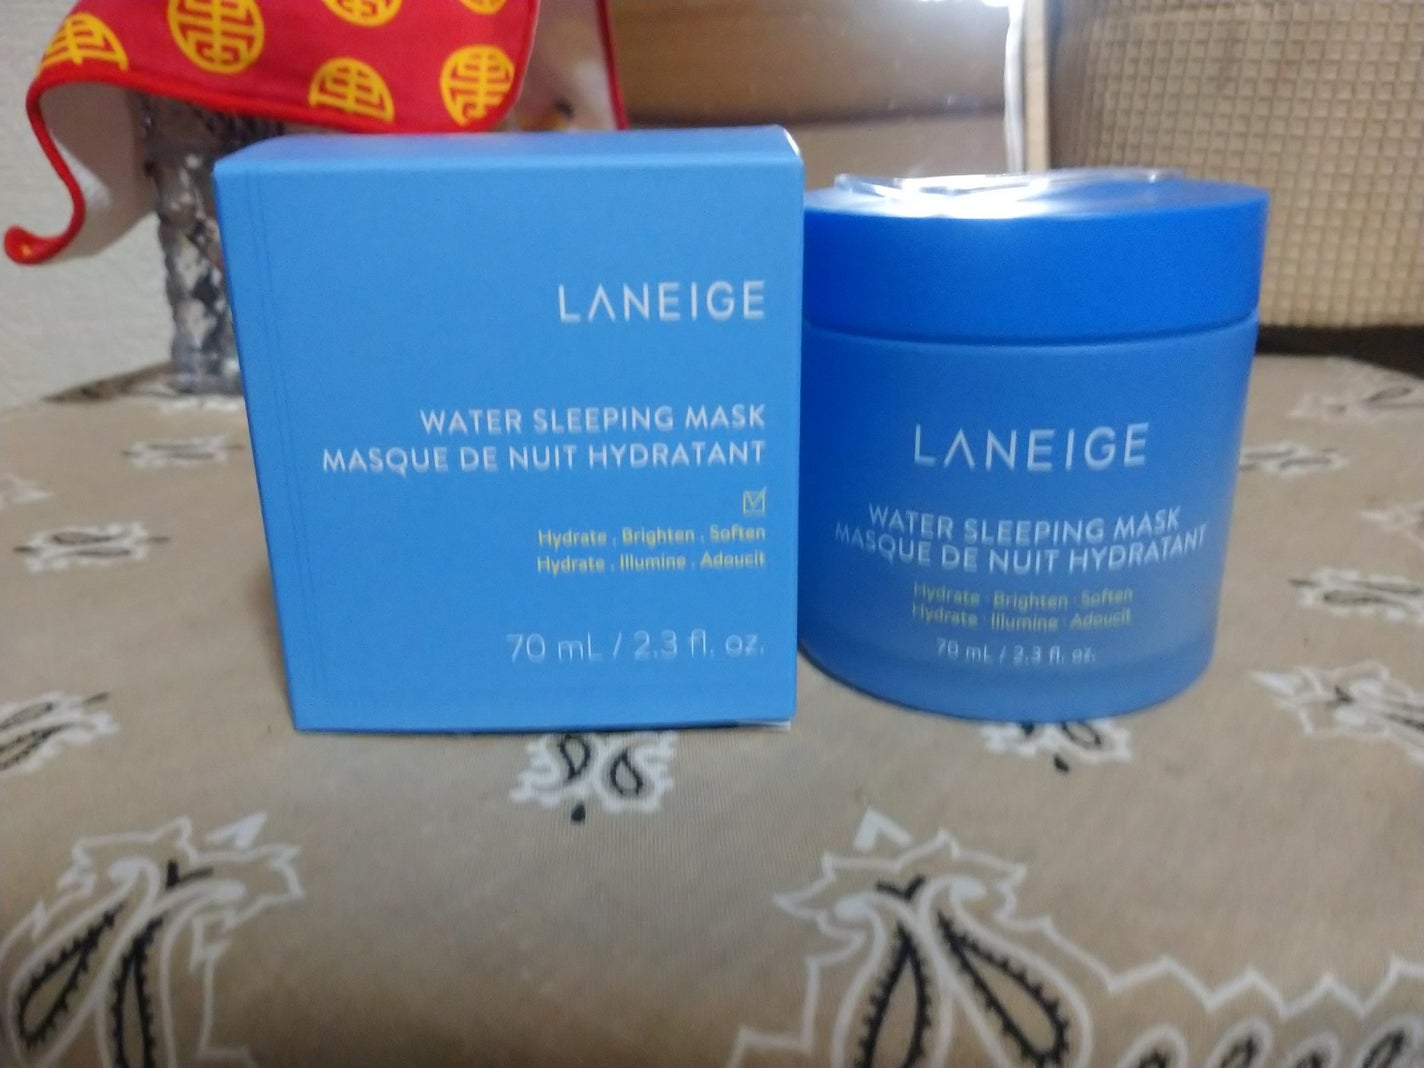 LANEIGE
WATER SLEEPING MASK
MASQUE DE NUIT HYDRATANT
Hydrate . Brighten . Soften
Hydrate . Illumine . Adoucit
70 mL / 2.3 fl. oz.
LANEIGE
WATER SLEEPING MASK
MASQUE DE NUIT HYDRATANT
Hydrate · Brighten · Soften
Hydrate · Illumine · Adoucit
70 mL / 2.3 fl. oz.